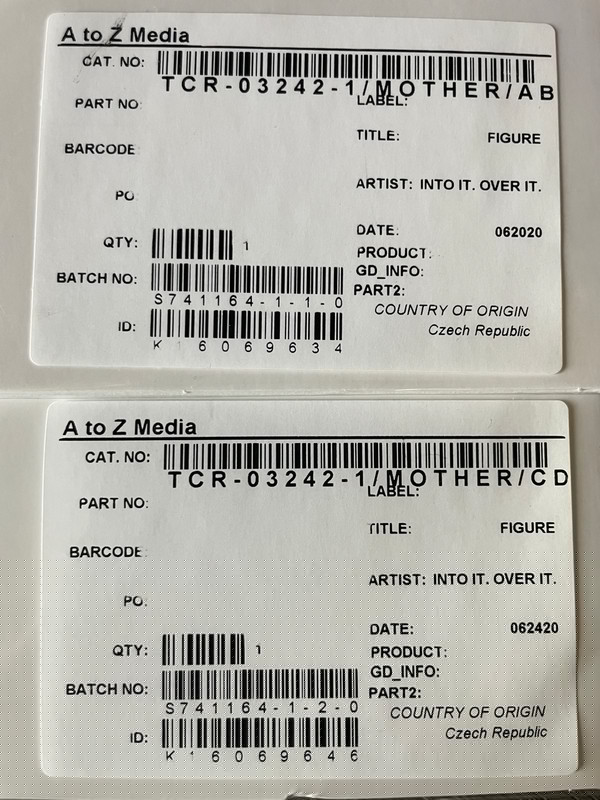 A to Z Media
CAT. NO:
TCR-03242-1/MOTHER/AB
PART NO:
LABEL:
TITLE: FIGURE
BARCODE
ARTIST: INTO IT. OVER IT.
PO
DATE: 062020
QTY: 1
PRODUCT:
GD_INFO:
BATCH NO:
PART2:
S741164-1-1-0
COUNTRY OF ORIGIN
ID:
Czech Republic
K16069634
A to Z Media
CAT. NO:
TCR-03242-1/MOTHER/CD
LABEL:
PART NO:
TITLE: FIGURE
BARCODE
ARTIST: INTO IT. OVER IT.
PO:
DATE: 062420
QTY: 1
PRODUCT:
GD_INFO:
BATCH NO:
PART2:
S741164-1-2-0
COUNTRY OF ORIGIN
ID:
Czech Republic
K16069646